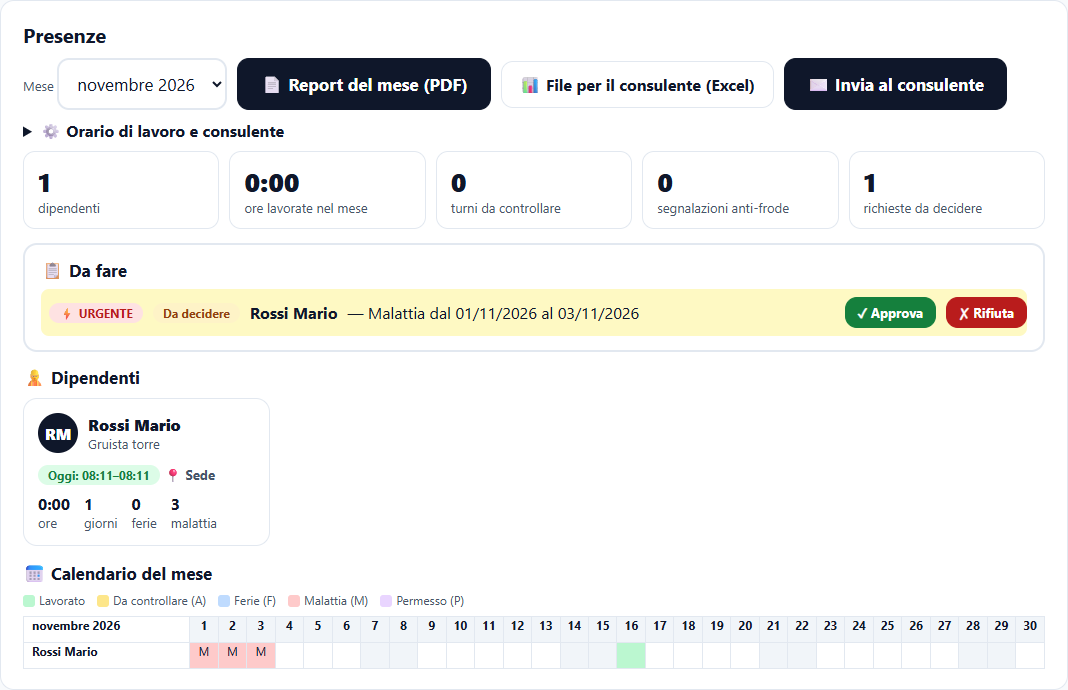 Presenze
Mese novembre 2026 Report del mese (PDF) File per il consulente (Excel) Invia al consulente
Orario di lavoro e consulente
1 0:00 0 0 1
dipendenti ore lavorate nel mese turni da controllare segnalazioni anti-frode richieste da decidere
Da fare
URGENTE Da decidere Rossi Mario — Malattia dal 01/11/2026 al 03/11/2026 ✓ Approva ✗ Rifiuta
Dipendenti
RM Rossi Mario
Gruista torre
Oggi: 08:11–08:11 Sede
0:00 1 0 3
ore giorni ferie malattia
Calendario del mese
Lavorato Da controllare (A) Ferie (F) Malattia (M) Permesso (P)
novembre 2026 1 2 3 4 5 6 7 8 9 10 11 12 13 14 15 16 17 18 19 20 21 22 23 24 25 26 27 28 29 30
Rossi Mario M M M